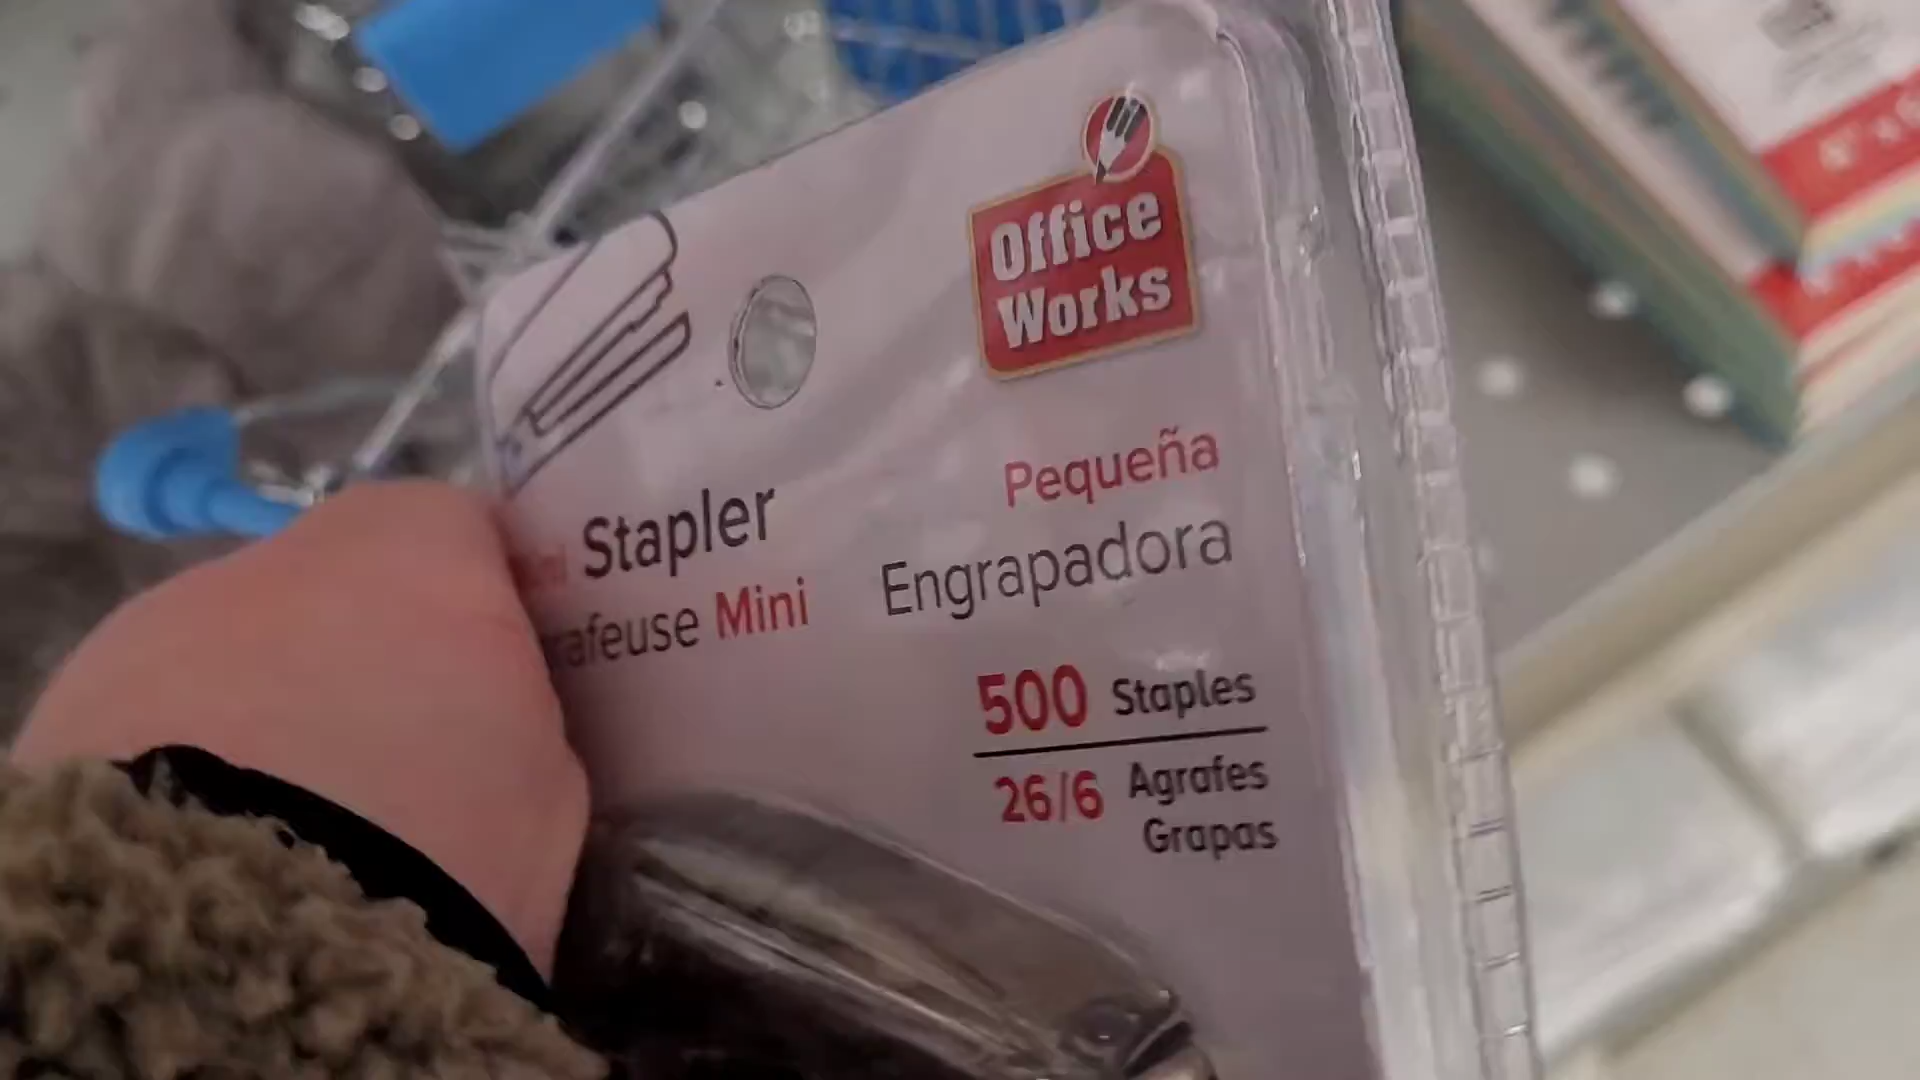 Office
Works
Stapler
Mini
Pequeña
Engrapadora
500 Staples
26/6 Agrafes
Grapas